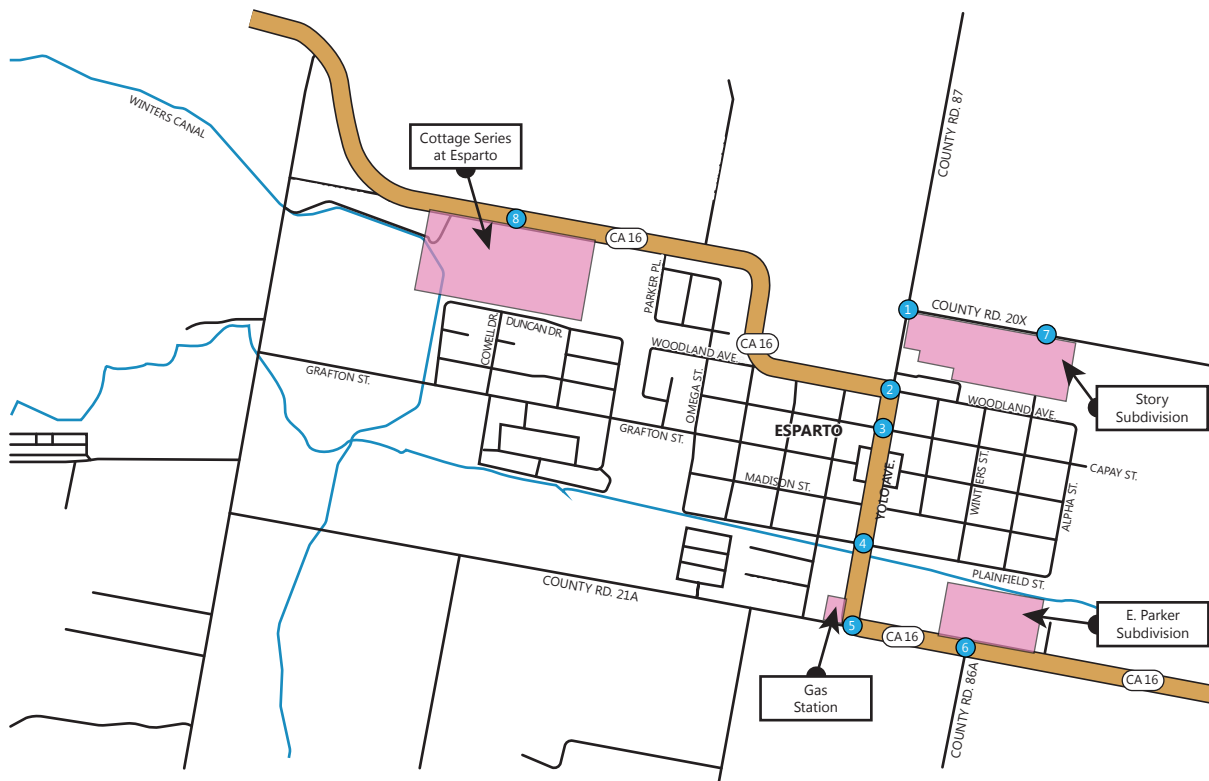 WINTERS CANAL
Cottage Series
at Esparto
8
CA 16
COUNTY RD. 87
1
COUNTY RD. 20X
7
PARKER PL.
CA 16
COWELL DR.
DUNCAN DR.
WOODLAND AVE.
GRAFTON ST.
OMEGA ST.
2
WOODLAND AVE.
Story
Subdivision
3
ESPARTO
GRAFTON ST.
CAPAY ST.
MADISON ST.
YOLO AVE.
WINTERS ST.
ALPHA ST.
4
PLAINFIELD ST.
COUNTY RD. 21A
5
CA 16
6
E. Parker
Subdivision
CA 16
Gas
Station
COUNTY RD. 86A